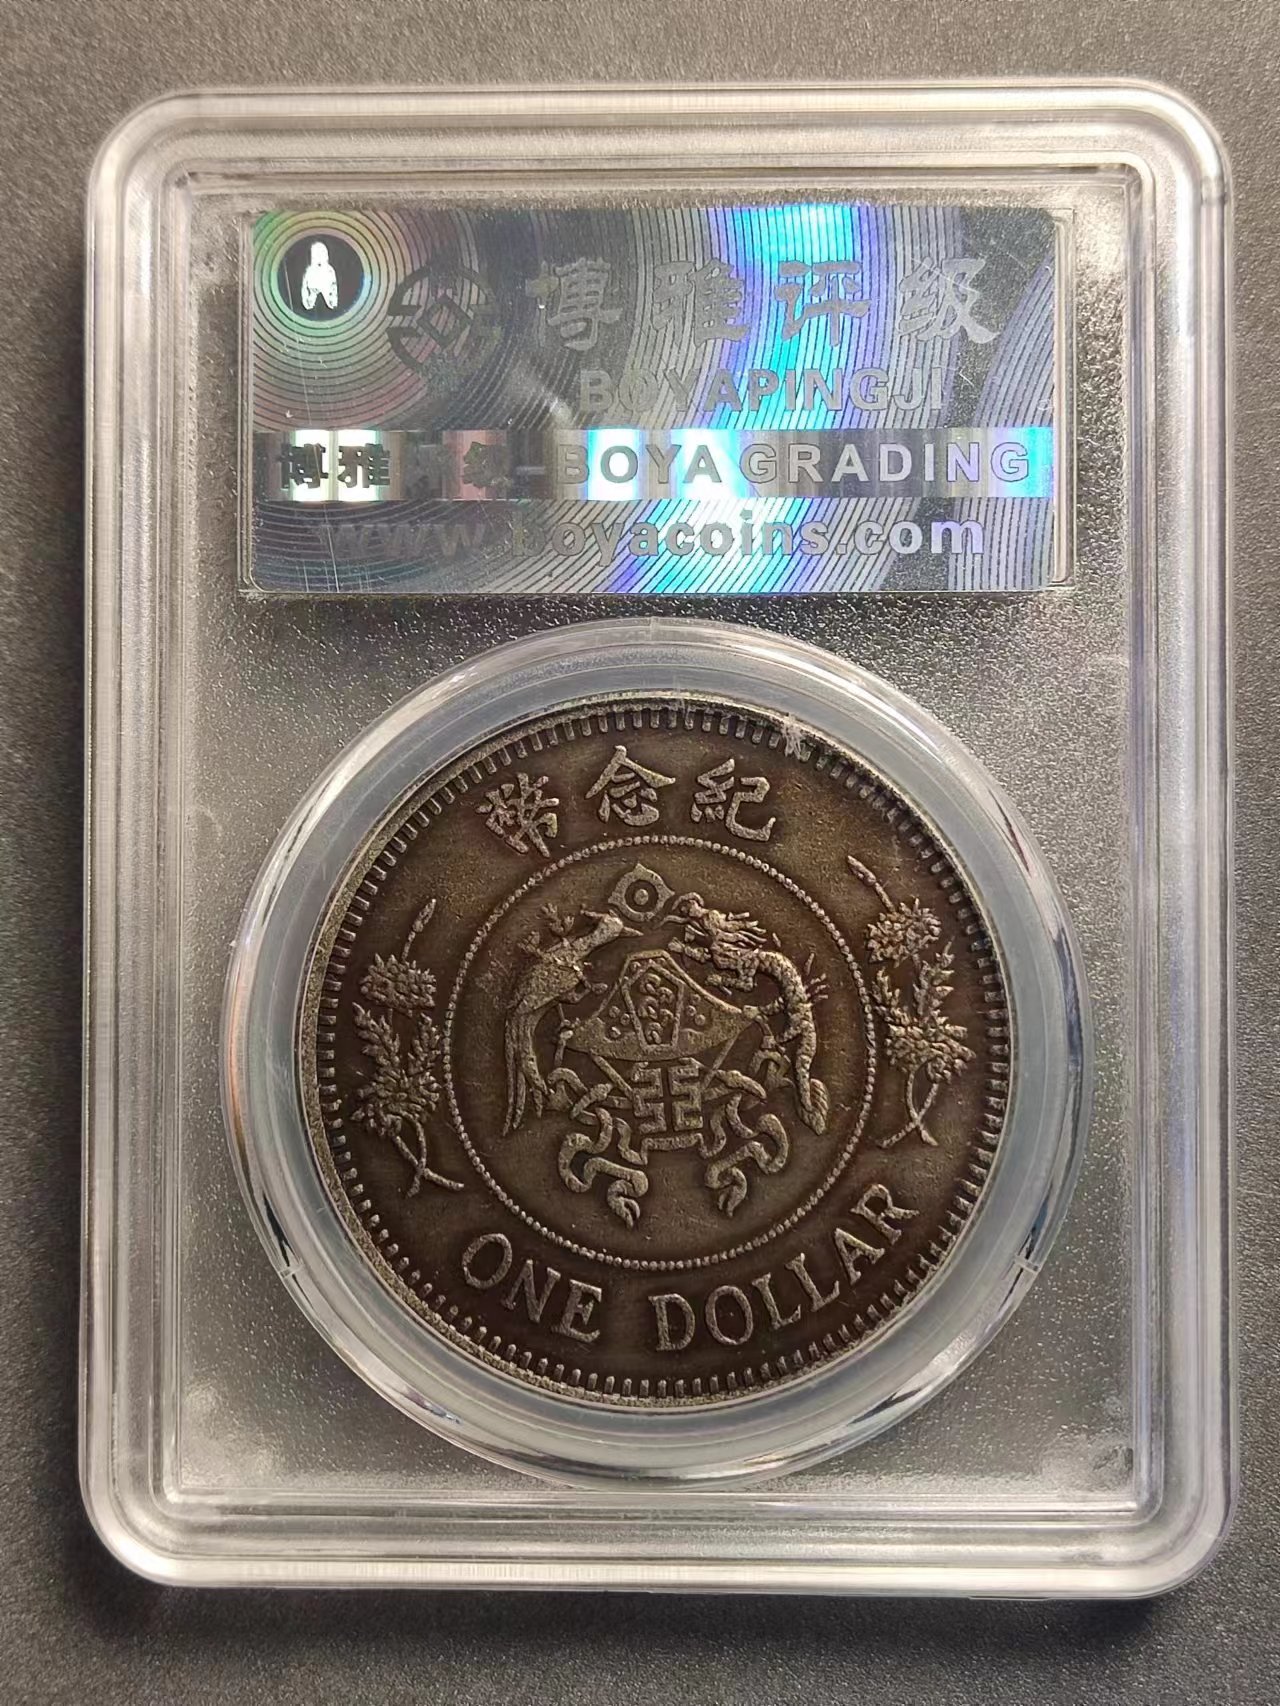 博雅评级
BOYAPINGJI
博雅评级 BOYA GRADING
www.boyacoins.com
幣念紀
ONE DOLLAR